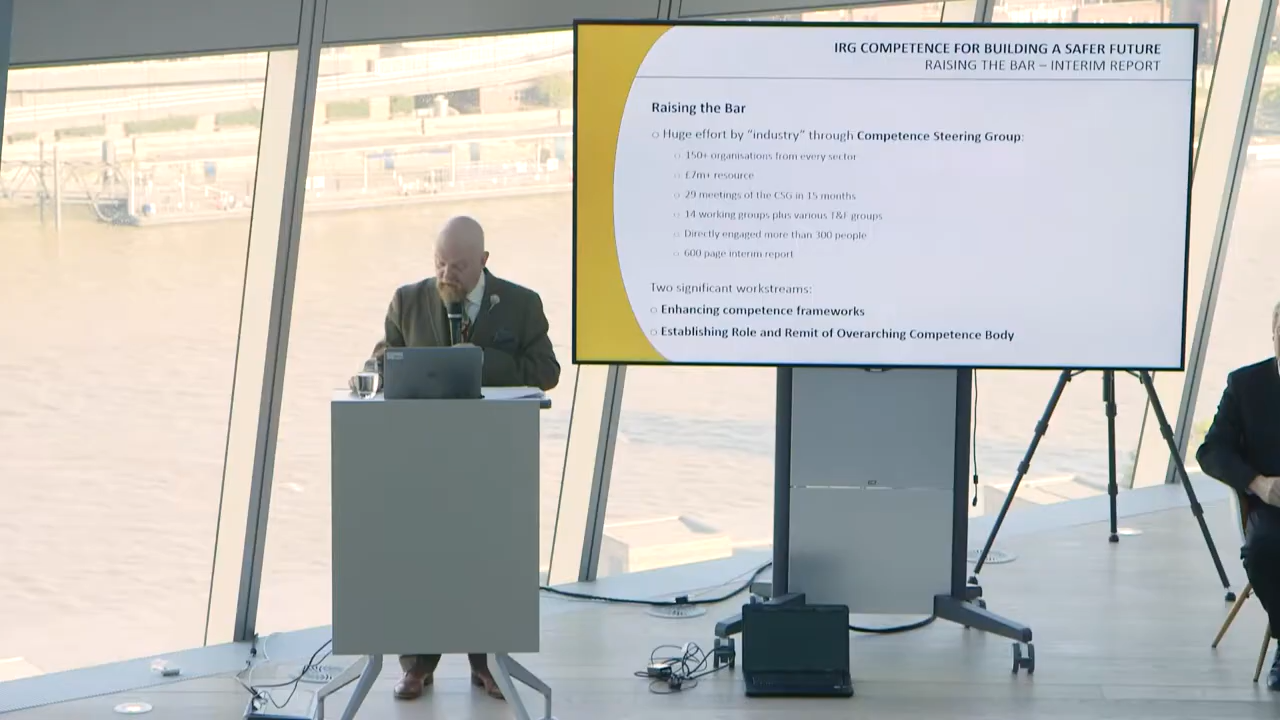 IRG COMPETENCE FOR BUILDING A SAFER FUTURE
RAISING THE BAR – INTERIM REPORT
Raising the Bar
○ Huge effort by “industry” through Competence Steering Group:
○ 150+ organisations from every sector
○ £7m+ resource
○ 29 meetings of the CSG in 15 months
○ 14 working groups plus various T&F groups
○ Directly engaged more than 300 people
○ 600 page interim report
Two significant workstreams:
○ Enhancing competence frameworks
○ Establishing Role and Remit of Overarching Competence Body